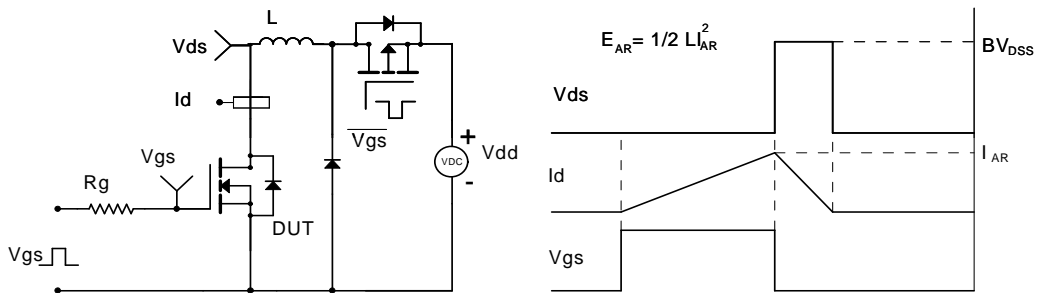 L
Vds
Id
Vgs
Rg
Vgs
DUT
Vgs
VDC
+
-
Vdd
E_AR= 1/2 LI_AR^2
Vds
BV_DSS
Id
I_AR
Vgs